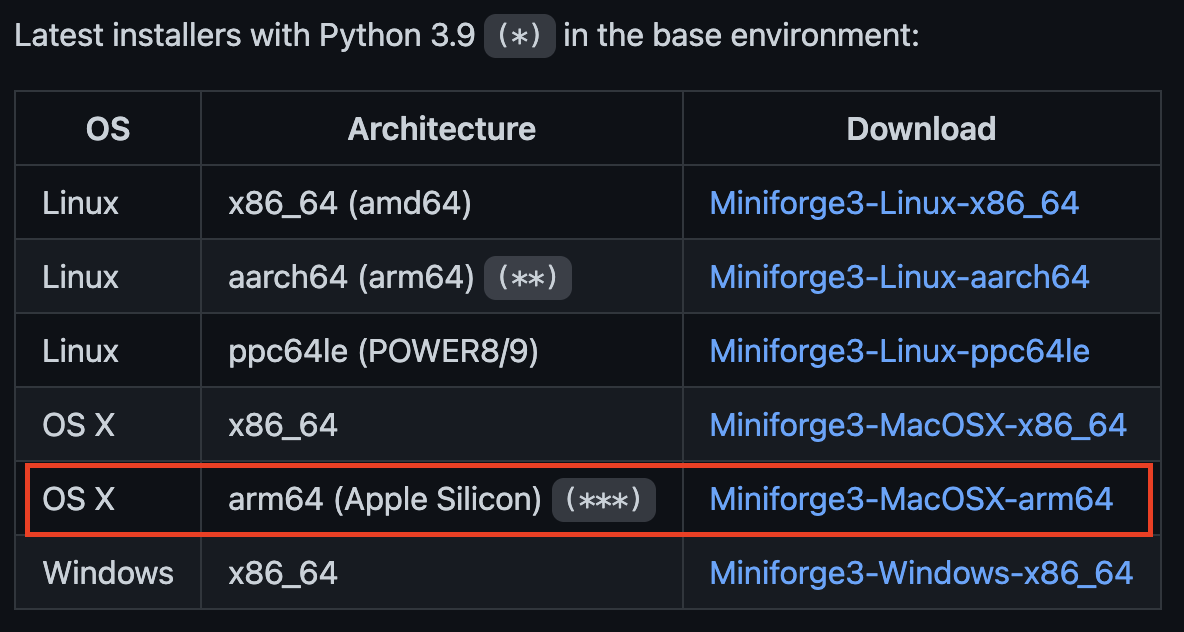 Latest installers with Python 3.9 (*) in the base environment:
OS Architecture Download
Linux x86_64 (amd64) Miniforge3-Linux-x86_64
Linux aarch64 (arm64) (**) Miniforge3-Linux-aarch64
Linux ppc64le (POWER8/9) Miniforge3-Linux-ppc64le
OS X x86_64 Miniforge3-MacOSX-x86_64
OS X arm64 (Apple Silicon) (***) Miniforge3-MacOSX-arm64
Windows x86_64 Miniforge3-Windows-x86_64